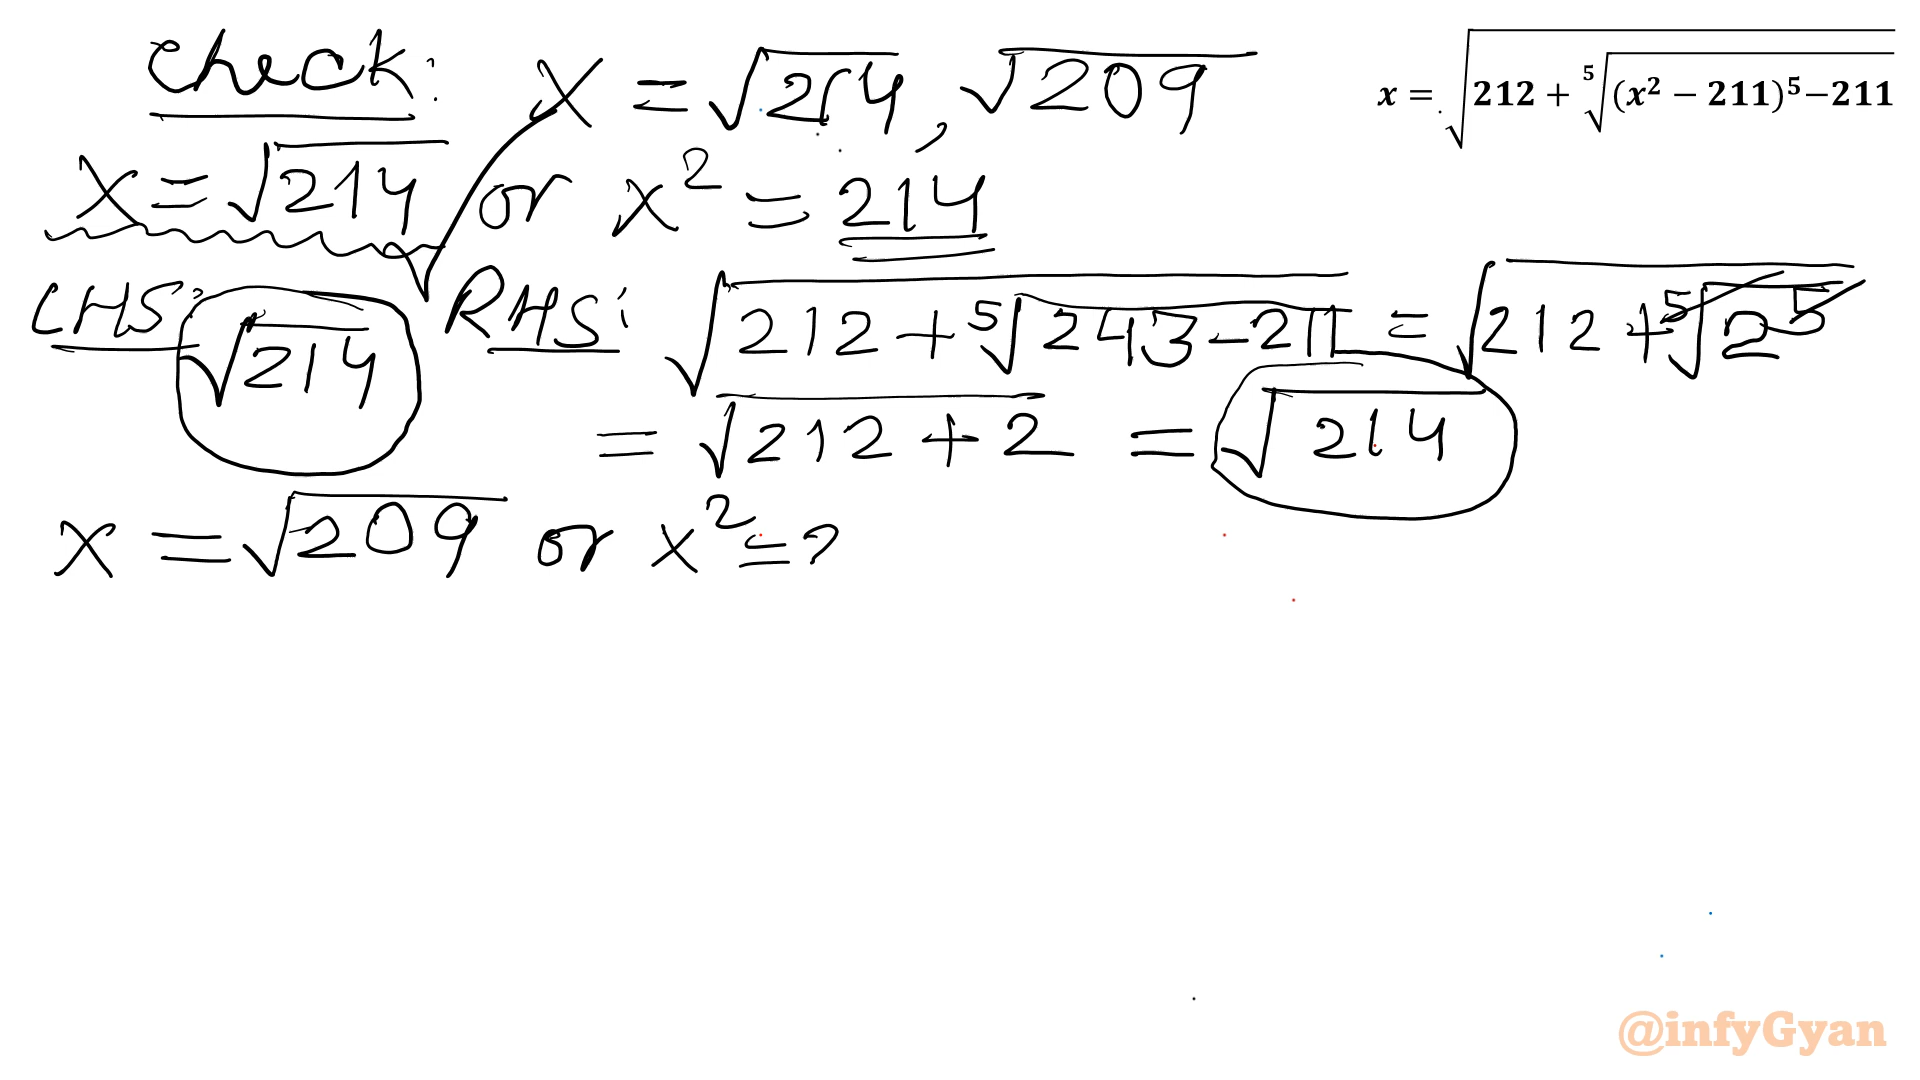 check: x = √214, √209
x = √(212 + ⁵√((x² − 211)⁵−211))
x = √214 or x² = 214
LHS: √214 RHS: √(212 + ⁵√(243-211)) = √(212 + ⁵√(2⁵))
= √(212 + 2) = √214
x = √209 or x² = ?
@infyGyan